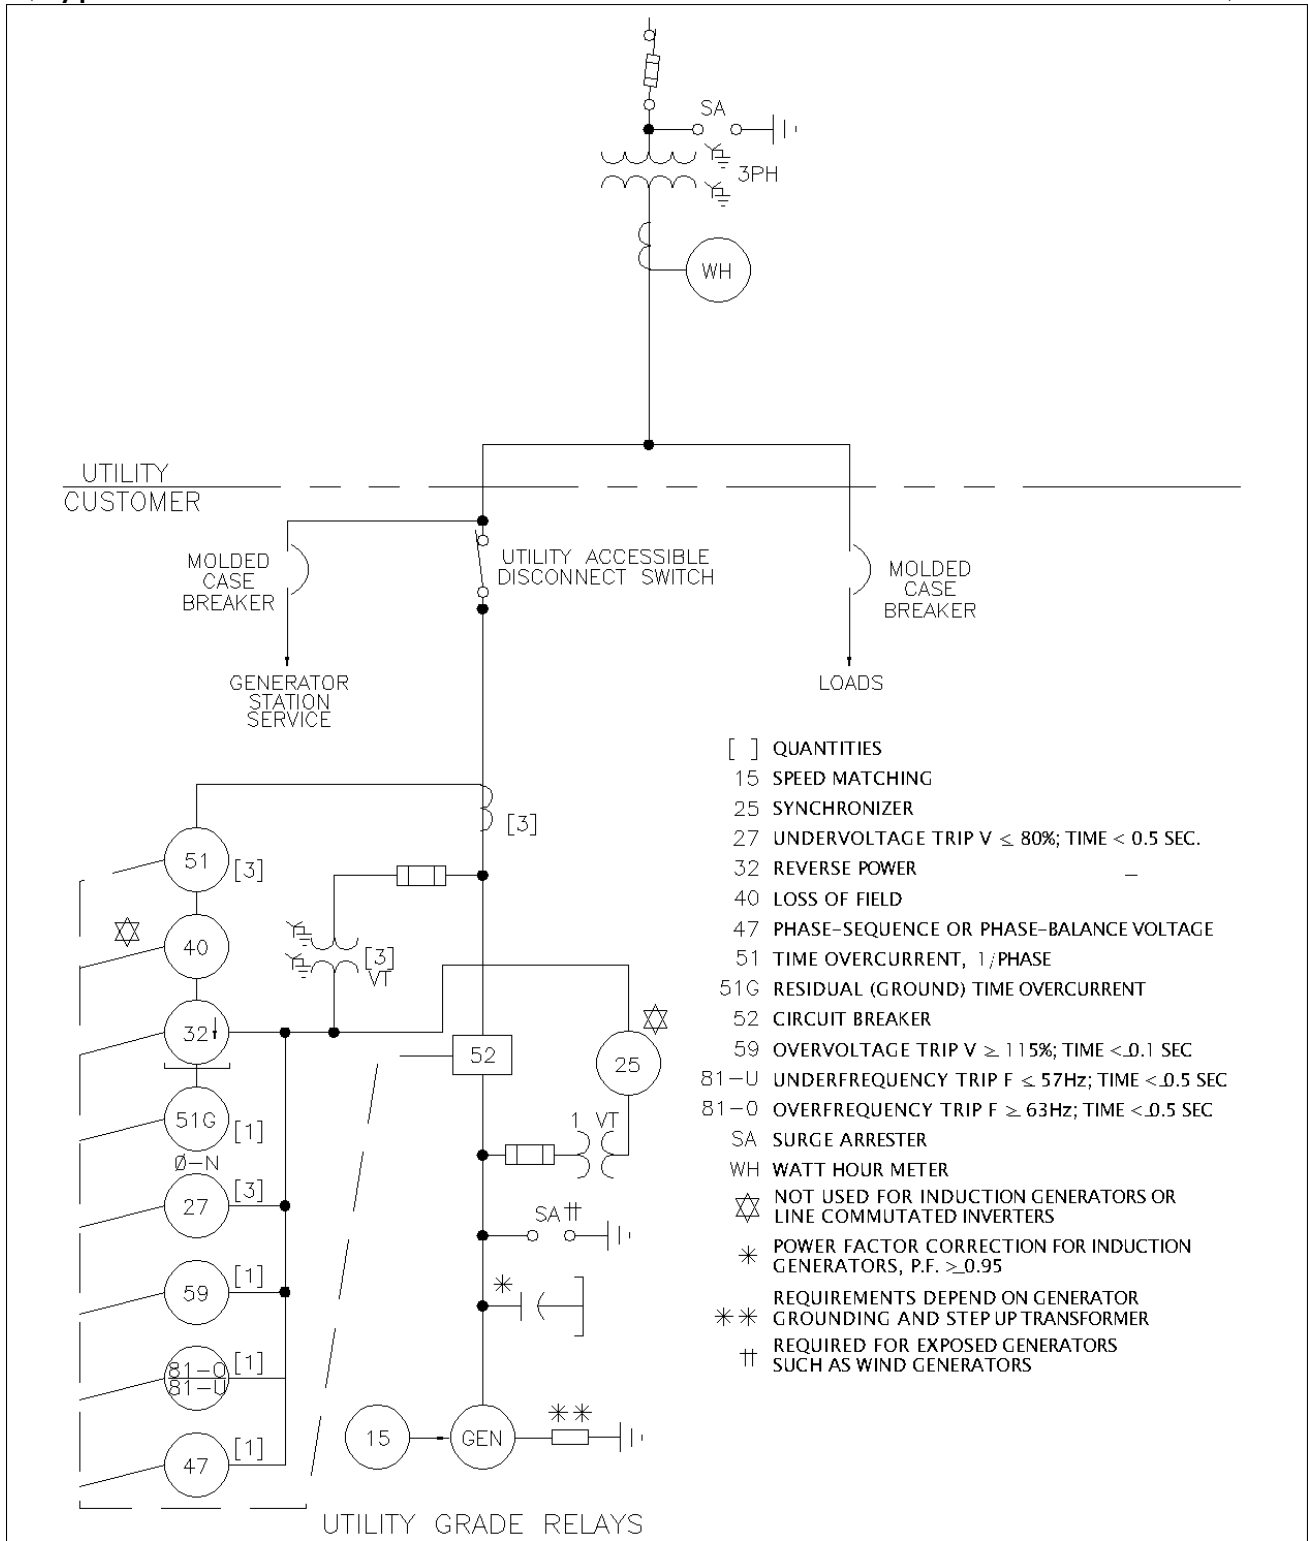 SA
3PH
WH
UTILITY
CUSTOMER
MOLDED
CASE
BREAKER
UTILITY ACCESSIBLE
DISCONNECT SWITCH
MOLDED
CASE
BREAKER
GENERATOR
STATION
SERVICE
LOADS
[ ] QUANTITIES
15 SPEED MATCHING
25 SYNCHRONIZER
27 UNDERVOLTAGE TRIP V ≤ 80%; TIME < 0.5 SEC.
32 REVERSE POWER
40 LOSS OF FIELD
47 PHASE-SEQUENCE OR PHASE-BALANCE VOLTAGE
51 TIME OVERCURRENT, 1/PHASE
51G RESIDUAL (GROUND) TIME OVERCURRENT
52 CIRCUIT BREAKER
59 OVERVOLTAGE TRIP V ≥ 115%; TIME <_0.1 SEC
81-U UNDERFREQUENCY TRIP F ≤ 57Hz; TIME <_0.5 SEC
81-O OVERFREQUENCY TRIP F ≥ 63Hz; TIME <_0.5 SEC
SA SURGE ARRESTER
WH WATT HOUR METER
✡ NOT USED FOR INDUCTION GENERATORS OR
LINE COMMUTATED INVERTERS
* POWER FACTOR CORRECTION FOR INDUCTION
GENERATORS, P.F. >_0.95
REQUIREMENTS DEPEND ON GENERATOR
** GROUNDING AND STEP UP TRANSFORMER
REQUIRED FOR EXPOSED GENERATORS
†† SUCH AS WIND GENERATORS
[3]
51 [3]
40
[3]
VT
32
52
25
51G [1]
1 VT
Ø-N
27 [3]
SA ††
59 [1]
*
81-O [1]
81-U
**
15
GEN
47 [1]
UTILITY GRADE RELAYS